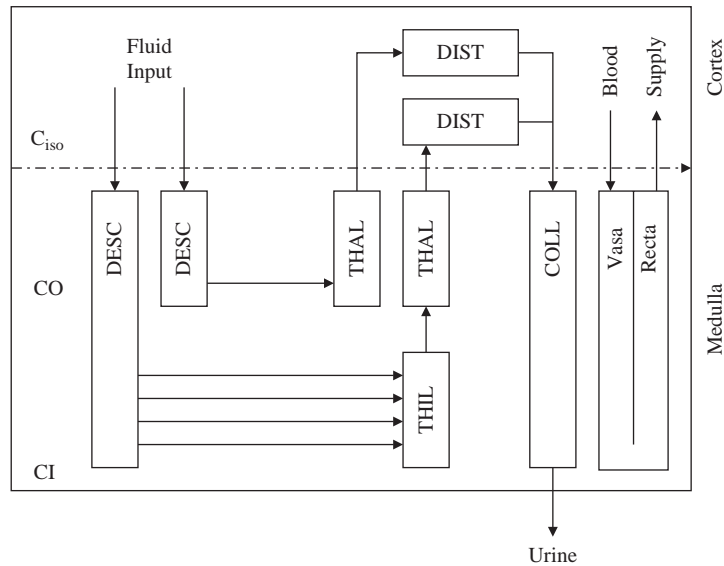 Fluid
Input
DIST
DIST
Blood
Supply
Cortex
C_iso
DESC
DESC
THAL
THAL
COLL
Vasa
Recta
CO
Medulla
THIL
CI
Urine